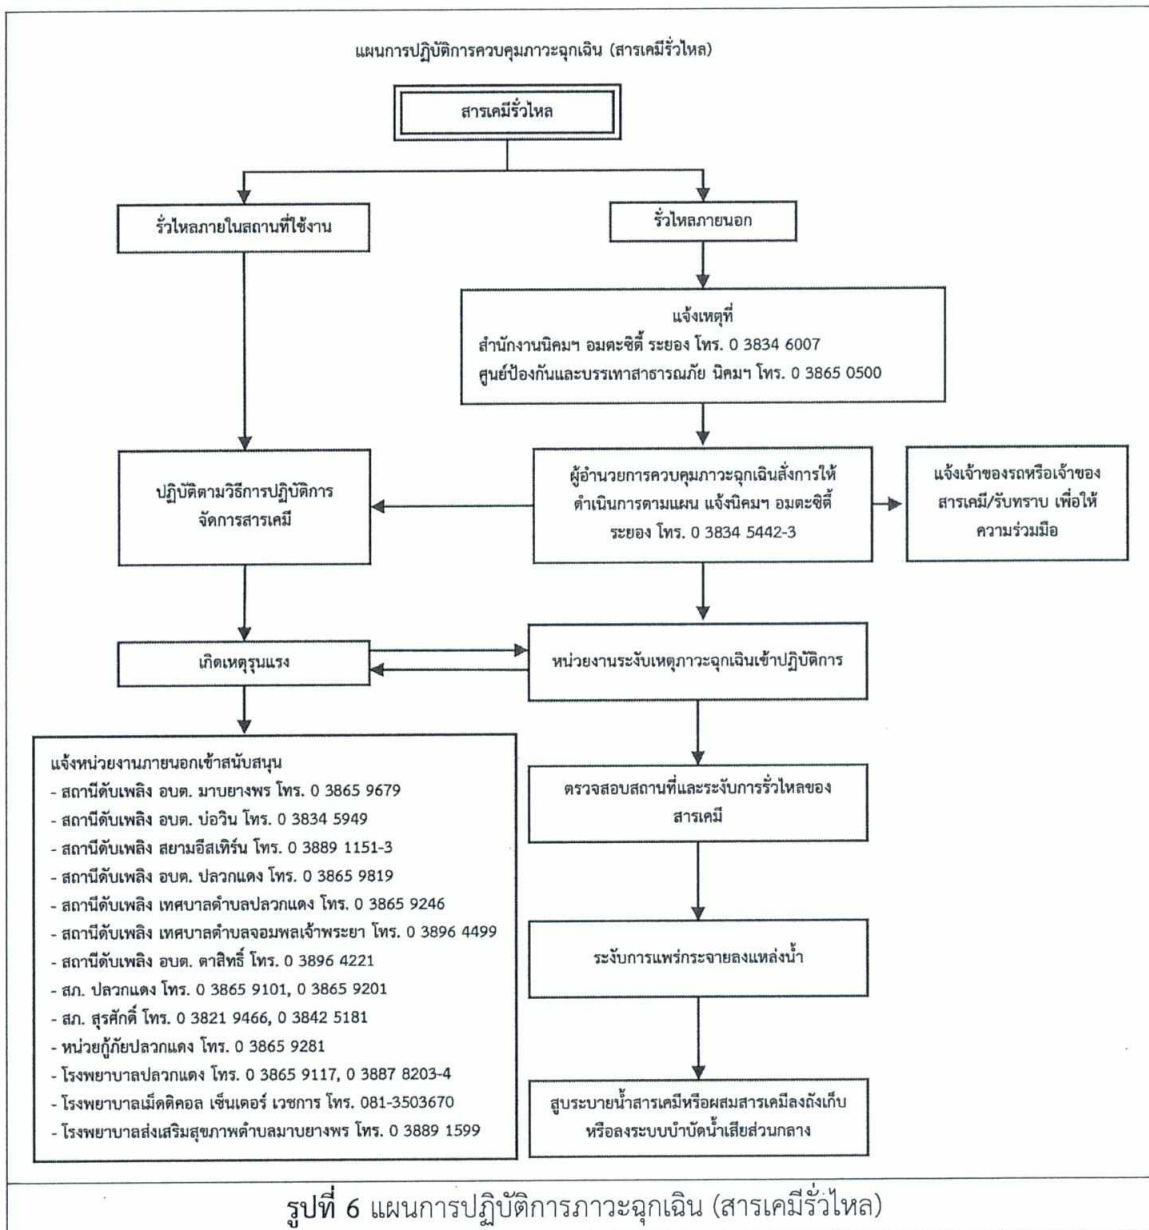 แผนการปฏิบัติการควบคุมภาวะฉุกเฉิน (สารเคมีรั่วไหล)
สารเคมีรั่วไหล
รั่วไหลภายในสถานที่ใช้งาน
รั่วไหลภายนอก
แจ้งเหตุที่
สำนักงานนิคมฯ อมตะซิตี้ ระยอง โทร. 0 3834 6007
ศูนย์ป้องกันและบรรเทาสาธารณภัย นิคมฯ โทร. 0 3865 0500
ปฏิบัติตามวิธีการปฏิบัติการ
จัดการสารเคมี
ผู้อำนวยการควบคุมภาวะฉุกเฉินสั่งการให้
ดำเนินการตามแผน แจ้งนิคมฯ อมตะซิตี้
ระยอง โทร. 0 3834 5442-3
แจ้งเจ้าของรถหรือเจ้าของ
สารเคมี/รับทราบ เพื่อให้
ความร่วมมือ
เกิดเหตุรุนแรง
หน่วยงานระงับเหตุภาวะฉุกเฉินเข้าปฏิบัติการ
แจ้งหน่วยงานภายนอกเข้าสนับสนุน
- สถานีดับเพลิง อบต. มาบยางพร โทร. 0 3865 9679
- สถานีดับเพลิง อบต. บ่อวิน โทร. 0 3834 5949
- สถานีดับเพลิง สยามอีสเทิร์น โทร. 0 3889 1151-3
- สถานีดับเพลิง อบต. ปลวกแดง โทร. 0 3865 9819
- สถานีดับเพลิง เทศบาลตำบลปลวกแดง โทร. 0 3865 9246
- สถานีดับเพลิง เทศบาลตำบลจอมพลเจ้าพระยา โทร. 0 3896 4499
- สถานีดับเพลิง อบต. ตาสิทธิ์ โทร. 0 3896 4221
- สภ. ปลวกแดง โทร. 0 3865 9101, 0 3865 9201
- สภ. สุรศักดิ์ โทร. 0 3821 9466, 0 3842 5181
- หน่วยกู้ภัยปลวกแดง โทร. 0 3865 9281
- โรงพยาบาลปลวกแดง โทร. 0 3865 9117, 0 3887 8203-4
- โรงพยาบาลเม็ดติคอล เซ็นเตอร์ เวชการ โทร. 081-3503670
- โรงพยาบาลส่งเสริมสุขภาพตำบลมาบยางพร โทร. 0 3889 1599
ตรวจสอบสถานที่และระงับการรั่วไหลของ
สารเคมี
ระงับการแพร่กระจายลงแหล่งน้ำ
สูบระบายน้ำสารเคมีหรือผสมสารเคมีลงถังเก็บ
หรือลงระบบบำบัดน้ำเสียส่วนกลาง
รูปที่ 6 แผนการปฏิบัติการภาวะฉุกเฉิน (สารเคมีรั่วไหล)